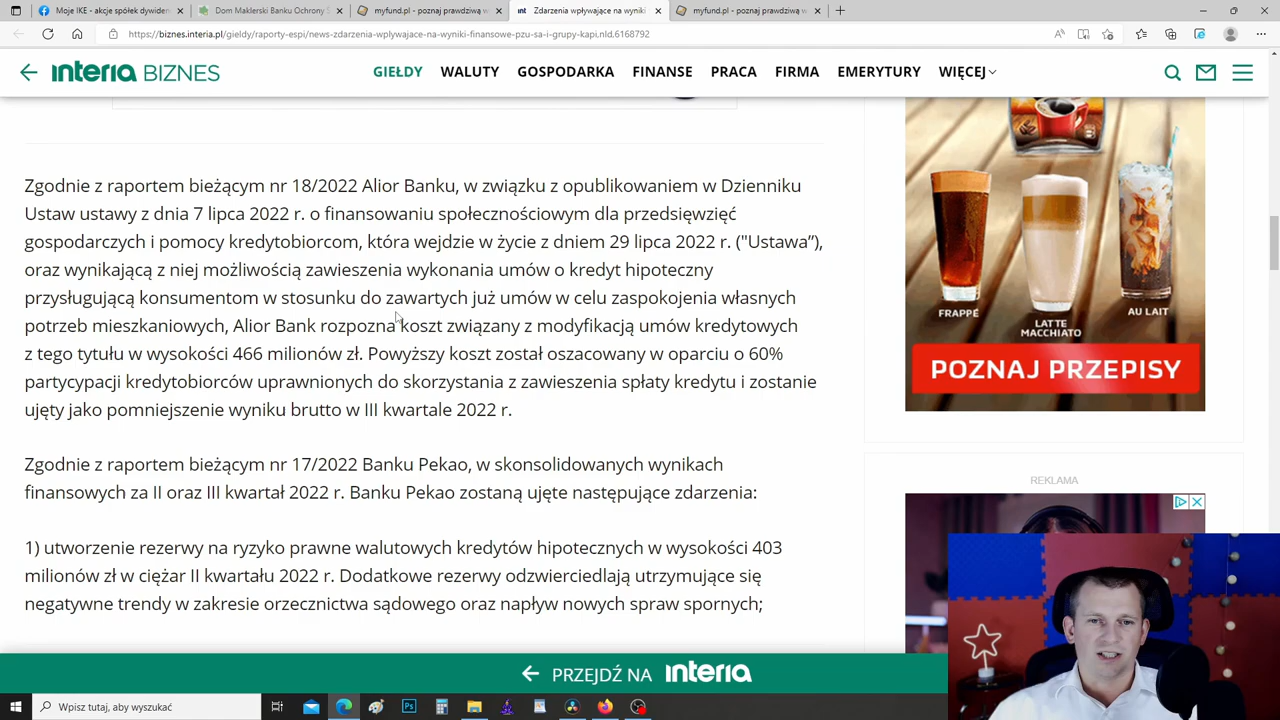 Moje IKE - akcje spółek dywiden
Dom Maklerski Banku Ochrony Ś
myfund.pl - poznaj prawdziwą w
Zdarzenia wpływające na wyniki
myfund.pl - poznaj prawdziwą w
https://biznes.interia.pl/gieldy/raporty-espi/news-zdarzenia-wplywajace-na-wyniki-finansowe-pzu-sa-i-grupy-kapi,nId,6168792
interia BIZNES
GIEŁDY
WALUTY
GOSPODARKA
FINANSE
PRACA
FIRMA
EMERYTURY
WIĘCEJ
Zgodnie z raportem bieżącym nr 18/2022 Alior Banku, w związku z opublikowaniem w Dzienniku
Ustaw ustawy z dnia 7 lipca 2022 r. o finansowaniu społecznościowym dla przedsięwzięć
gospodarczych i pomocy kredytobiorcom, która wejdzie w życie z dniem 29 lipca 2022 r. ("Ustawa”),
oraz wynikającą z niej możliwością zawieszenia wykonania umów o kredyt hipoteczny
przysługującą konsumentom w stosunku do zawartych już umów w celu zaspokojenia własnych
potrzeb mieszkaniowych, Alior Bank rozpozna koszt związany z modyfikacją umów kredytowych
z tego tytułu w wysokości 466 milionów zł. Powyższy koszt został oszacowany w oparciu o 60%
partycypacji kredytobiorców uprawnionych do skorzystania z zawieszenia spłaty kredytu i zostanie
ujęty jako pomniejszenie wyniku brutto w III kwartale 2022 r.
Zgodnie z raportem bieżącym nr 17/2022 Banku Pekao, w skonsolidowanych wynikach
finansowych za II oraz III kwartał 2022 r. Banku Pekao zostaną ujęte następujące zdarzenia:
1) utworzenie rezerwy na ryzyko prawne walutowych kredytów hipotecznych w wysokości 403
milionów zł w ciężar II kwartału 2022 r. Dodatkowe rezerwy odzwierciedlają utrzymujące się
negatywne trendy w zakresie orzecznictwa sądowego oraz napływ nowych spraw spornych;
FRAPPÉ
LATTE
MACCHIATO
AU LAIT
POZNAJ PRZEPISY
REKLAMA
PRZEJDŹ NA interia
Wpisz tutaj, aby wyszukać